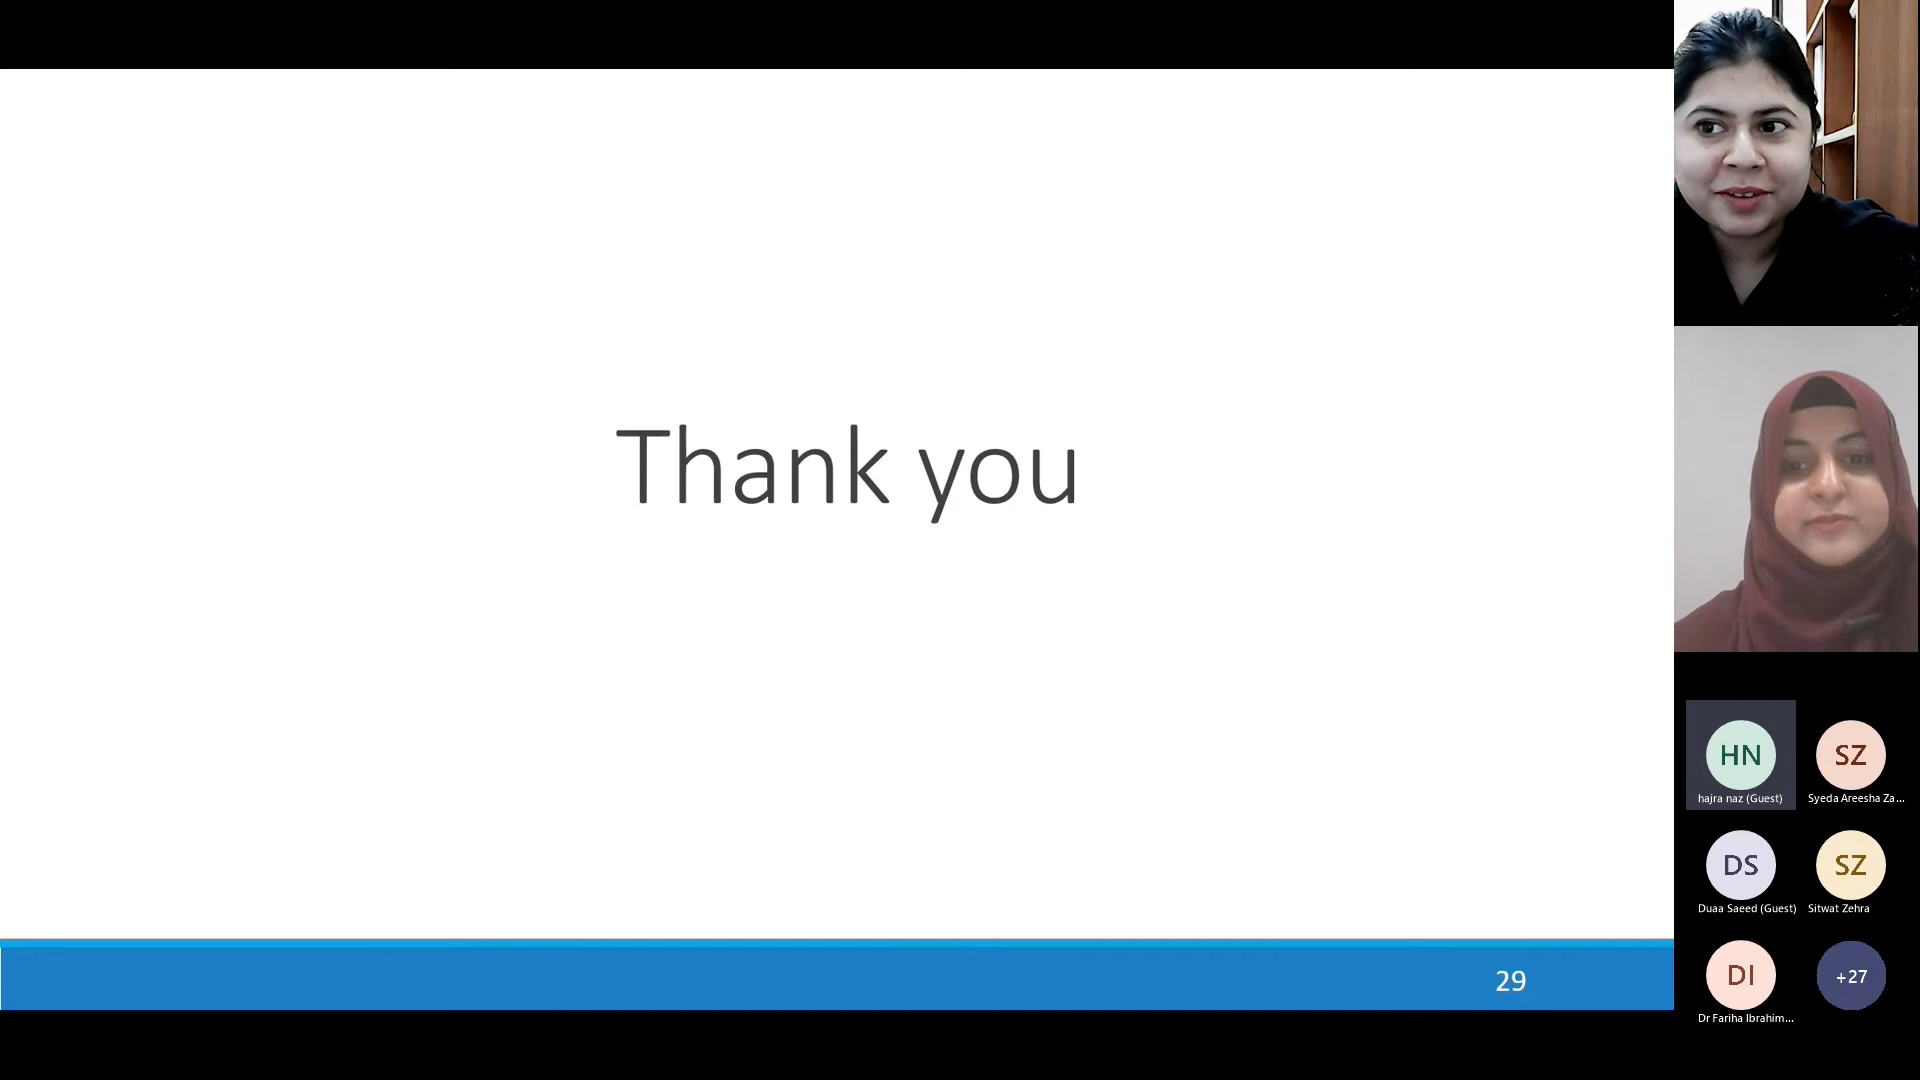 Thank you
29
HN
hajra naz (Guest)
SZ
Syeda Areesha Za...
DS
Duaa Saeed (Guest)
SZ
Sitwat Zehra
DI
Dr Fariha Ibrahim...
+27